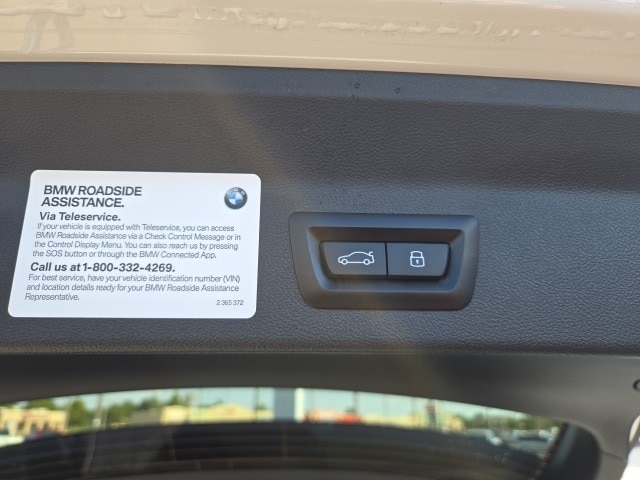 BMW ROADSIDE
ASSISTANCE.
Via Teleservice.
If your vehicle is equipped with Teleservice, you can access
BMW Roadside Assistance via a Check Control Message or in
the Control Display Menu. You can also reach us by pressing
the SOS button or through the BMW Connected App.
Call us at 1-800-332-4269.
For best service, have your vehicle identification number (VIN)
and location details ready for your BMW Roadside Assistance
Representative.
2 365 372